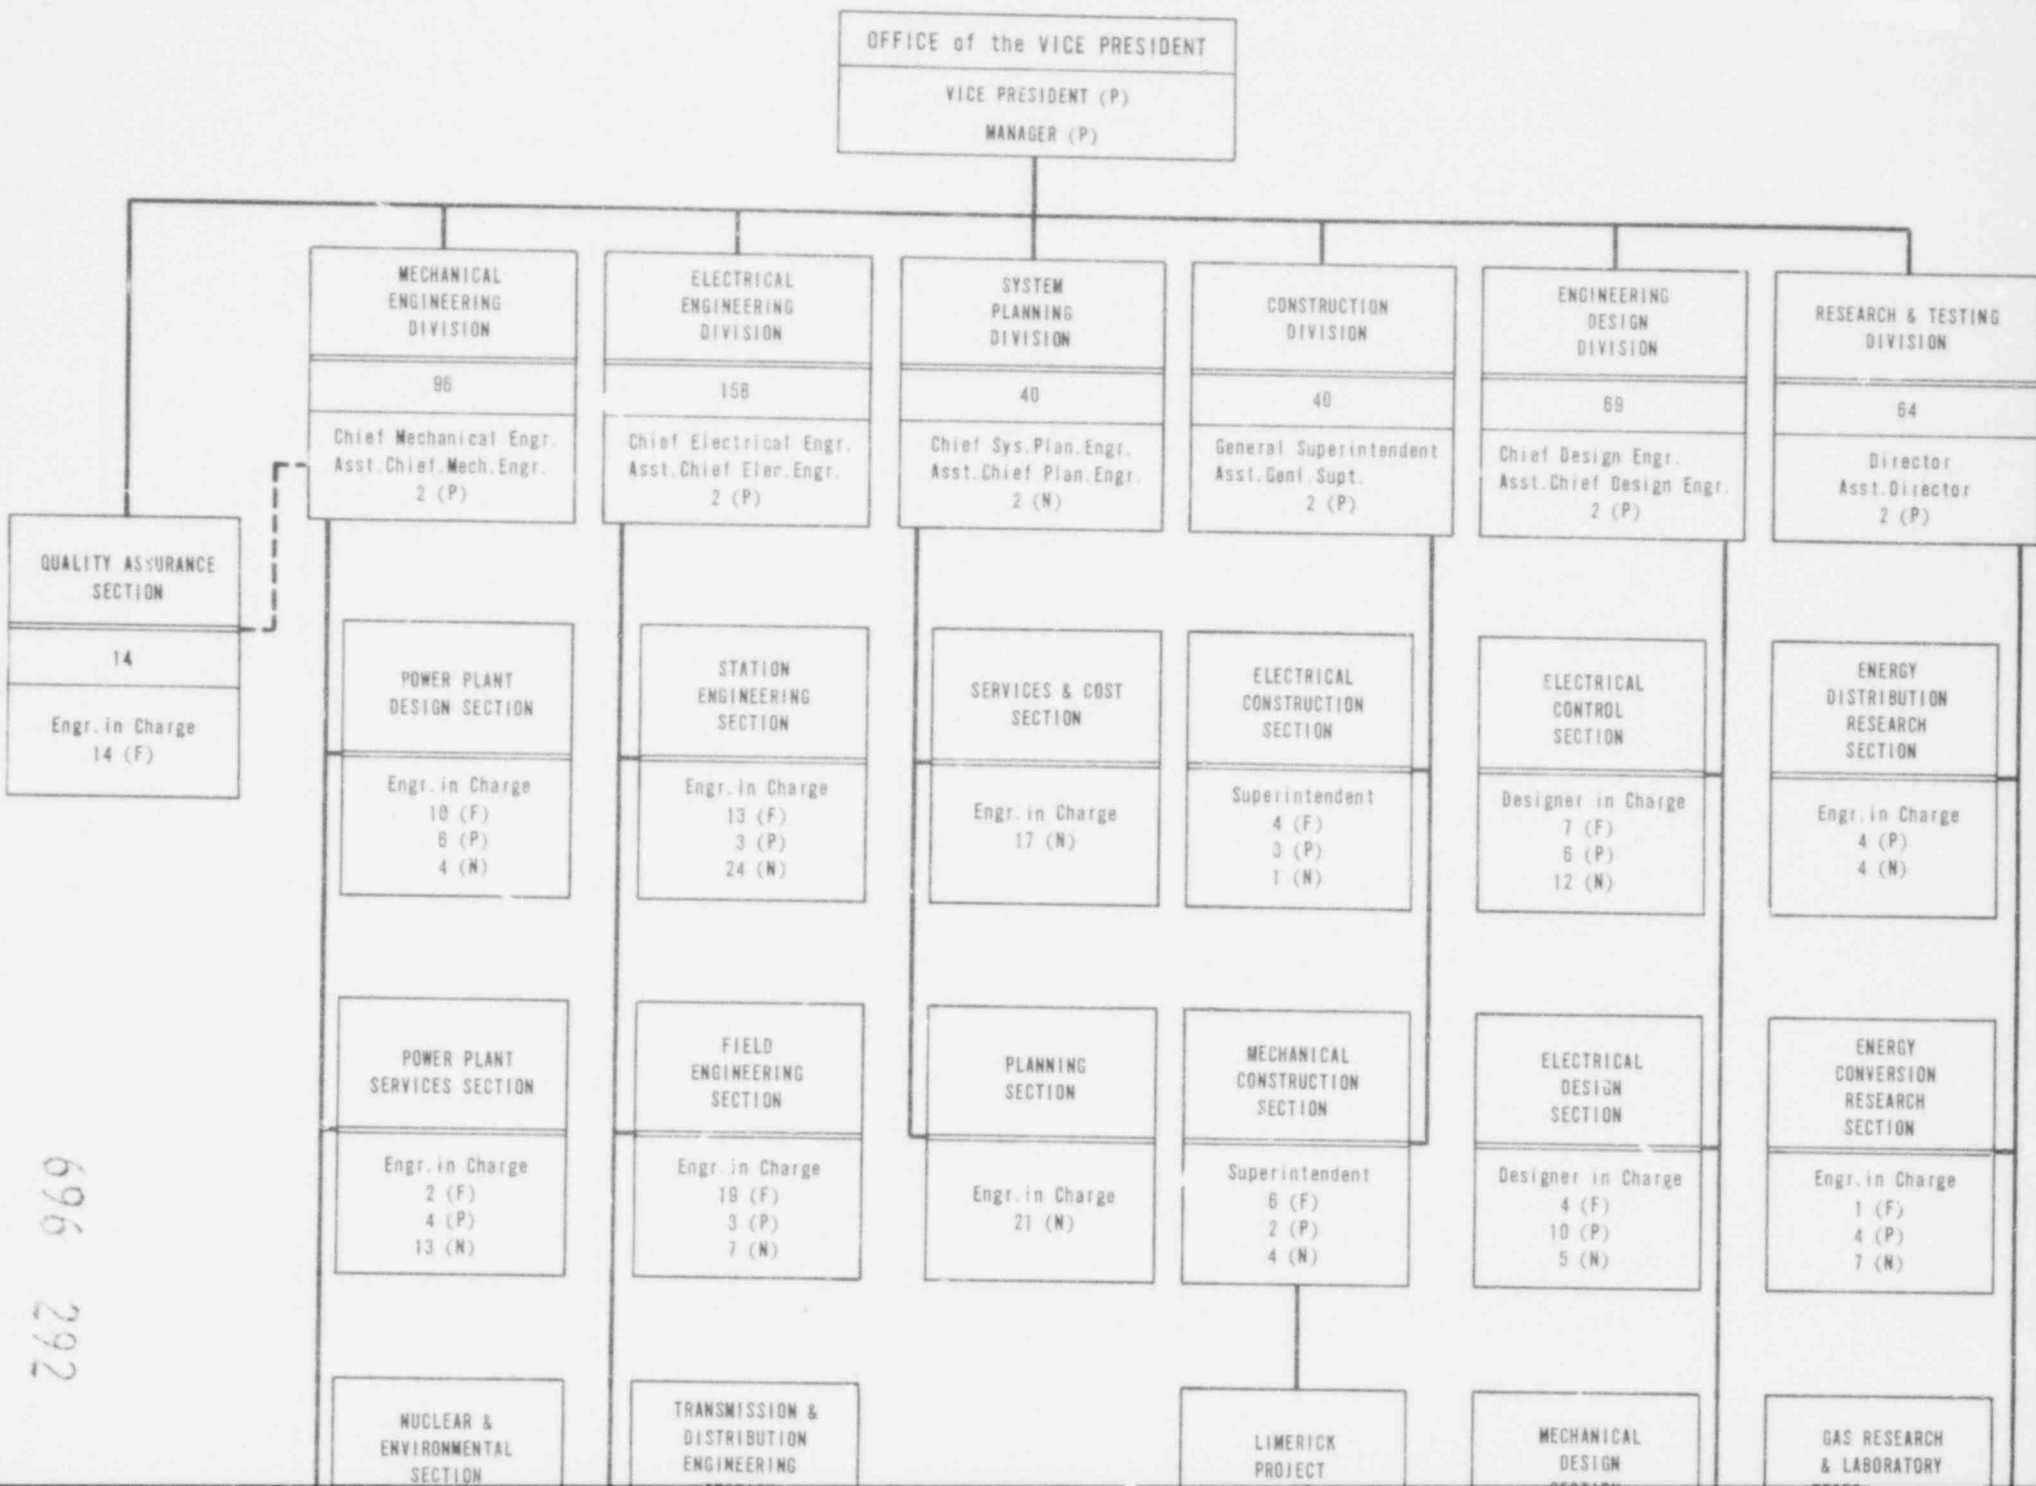 OFFICE of the VICE PRESIDENT
VICE PRESIDENT (P)
MANAGER (P)
MECHANICAL
ENGINEERING
DIVISION
96
Chief Mechanical Engr.
Asst.Chief.Mech.Engr.
2 (P)
ELECTRICAL
ENGINEERING
DIVISION
158
Chief Electrical Engr.
Asst.Chief Elec.Engr.
2 (P)
SYSTEM
PLANNING
DIVISION
40
Chief Sys.Plan.Engr.
Asst.Chief Plan.Engr.
2 (N)
CONSTRUCTION
DIVISION
40
General Superintendent
Asst.Genl.Supt.
2 (P)
ENGINEERING
DESIGN
DIVISION
69
Chief Design Engr.
Asst.Chief Design Engr.
2 (P)
RESEARCH & TESTING
DIVISION
64
Director
Asst.Director
2 (P)
QUALITY ASSURANCE
SECTION
14
Engr.in Charge
14 (F)
POWER PLANT
DESIGN SECTION
Engr.in Charge
10 (F)
6 (P)
4 (N)
STATION
ENGINEERING
SECTION
Engr.in Charge
13 (F)
3 (P)
24 (N)
SERVICES & COST
SECTION
Engr.in Charge
17 (N)
ELECTRICAL
CONSTRUCTION
SECTION
Superintendent
4 (F)
3 (P)
1 (N)
ELECTRICAL
CONTROL
SECTION
Designer in Charge
7 (F)
6 (P)
12 (N)
ENERGY
DISTRIBUTION
RESEARCH
SECTION
Engr.in Charge
4 (P)
4 (N)
POWER PLANT
SERVICES SECTION
Engr.in Charge
2 (F)
4 (P)
13 (N)
FIELD
ENGINEERING
SECTION
Engr.in Charge
19 (F)
3 (P)
7 (N)
PLANNING
SECTION
Engr.in Charge
21 (N)
MECHANICAL
CONSTRUCTION
SECTION
Superintendent
6 (F)
2 (P)
4 (N)
ELECTRICAL
DESIGN
SECTION
Designer in Charge
4 (F)
10 (P)
5 (N)
ENERGY
CONVERSION
RESEARCH
SECTION
Engr.in Charge
1 (F)
4 (P)
7 (N)
NUCLEAR &
ENVIRONMENTAL
SECTION
TRANSMISSION &
DISTRIBUTION
ENGINEERING
LIMERICK
PROJECT
MECHANICAL
DESIGN
SECTION
GAS RESEARCH
& LABORATORY
696 292